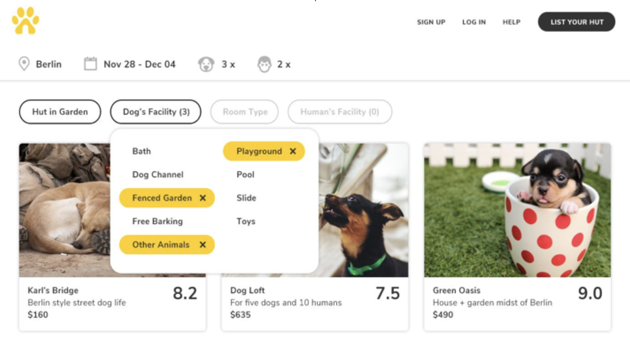 SIGN UP LOG IN HELP LIST YOUR HUT
Berlin Nov 28 - Dec 04 3 x 2 x
Hut in Garden Dog's Facility (3) Room Type Human's Facility (0)
Bath Playground X
Dog Channel Pool
Fenced Garden X Slide
Free Barking Toys
Other Animals X
Karl's Bridge 8.2
Berlin style street dog life
$160
Dog Loft 7.5
For five dogs and 10 humans
$635
Green Oasis 9.0
House + garden midst of Berlin
$490